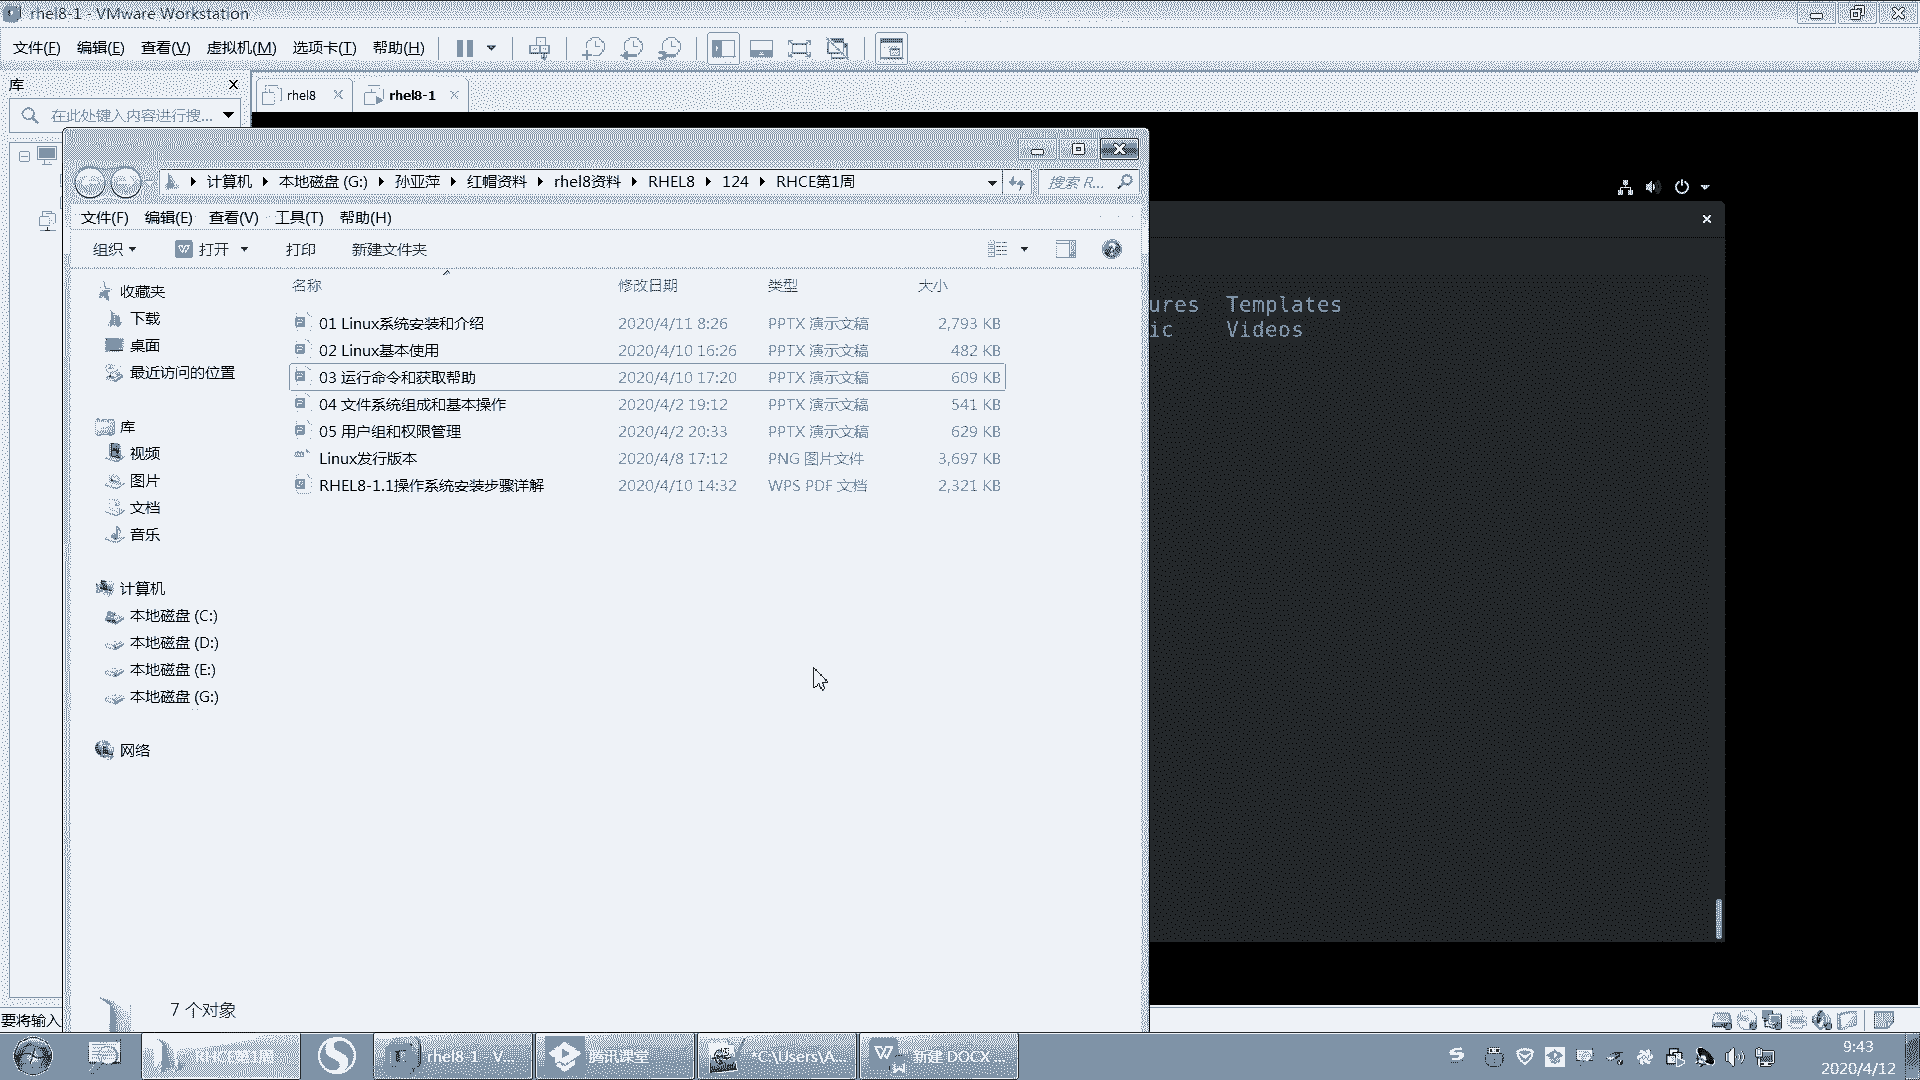 rhel8-1 - VMware Workstation
文件(F) 编辑(E) 查看(V) 虚拟机(M) 选项卡(T) 帮助(H)
库
rhel8 rhel8-1
在此处键入内容进行搜...
计算机 本地磁盘 (G:) 孙亚萍 红帽资料 rhel8资料 RHEL8 124 RHCE第1周 搜索 R...
文件(F) 编辑(E) 查看(V) 工具(T) 帮助(H)
组织 打开 打印 新建文件夹
名称 修改日期 类型 大小
收藏夹
下载
桌面
最近访问的位置
库
视频
图片
文档
音乐
计算机
本地磁盘 (C:)
本地磁盘 (D:)
本地磁盘 (E:)
本地磁盘 (G:)
网络
01 Linux系统安装和介绍 2020/4/11 8:26 PPTX 演示文稿 2,793 KB
02 Linux基本使用 2020/4/10 16:26 PPTX 演示文稿 482 KB
03 运行命令和获取帮助 2020/4/10 17:20 PPTX 演示文稿 609 KB
04 文件系统组成和基本操作 2020/4/2 19:12 PPTX 演示文稿 541 KB
05 用户组和权限管理 2020/4/2 20:33 PPTX 演示文稿 629 KB
Linux发行版本 2020/4/8 17:12 PNG 图片文件 3,697 KB
RHEL8-1.1操作系统安装步骤详解 2020/4/10 14:32 WPS PDF 文档 2,321 KB
ures Templates
ic Videos
7 个对象
要将输入
RHCE第1周 rhel8-1 - V... 腾讯课堂 *C:\Users\A... 新建 DOCX ...
9:43
2020/4/12